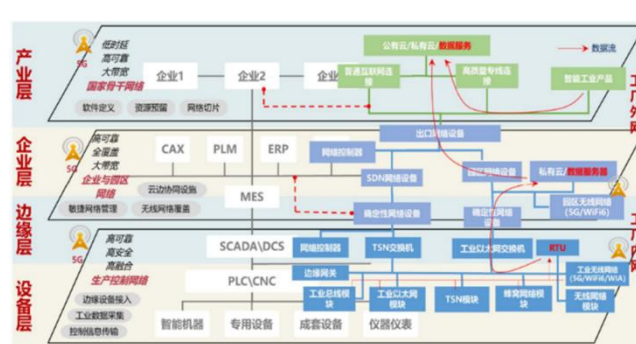 产业层
企业层
边缘层
设备层
5G
低时延
高可靠
大带宽
国家骨干网络
软件定义
资源预留
网络切片
企业1
企业2
公有云/私有云/数据服务
普通互联网连接
高质量专线连接
智能工业产品
数据流
出口网络设备
5G
高可靠
全覆盖
大带宽
企业与园区网络
云边协同设施
敏捷网络管理
无线网络覆盖
CAX
PLM
ERP
MES
网络控制器
SDN网络设备
确定性网络设备
网络设备
私有云/数据服务器
确定性网络设备
园区无线网络
(5G/WiFi6)
5G
高可靠
高安全
高融合
生产控制网络
边缘设备接入
工业数据采集
控制信息传输
SCADA\DCS
PLC\CNC
智能机器
专用设备
成套设备
仪器仪表
网络控制器
TSN交换机
工业以太网交换机
RTU
边缘网关
工业总线模块
工业以太网模块
TSN模块
蜂窝网络模块
工业无线网络
(5G/WiFi6/WIA)
无线网络模块